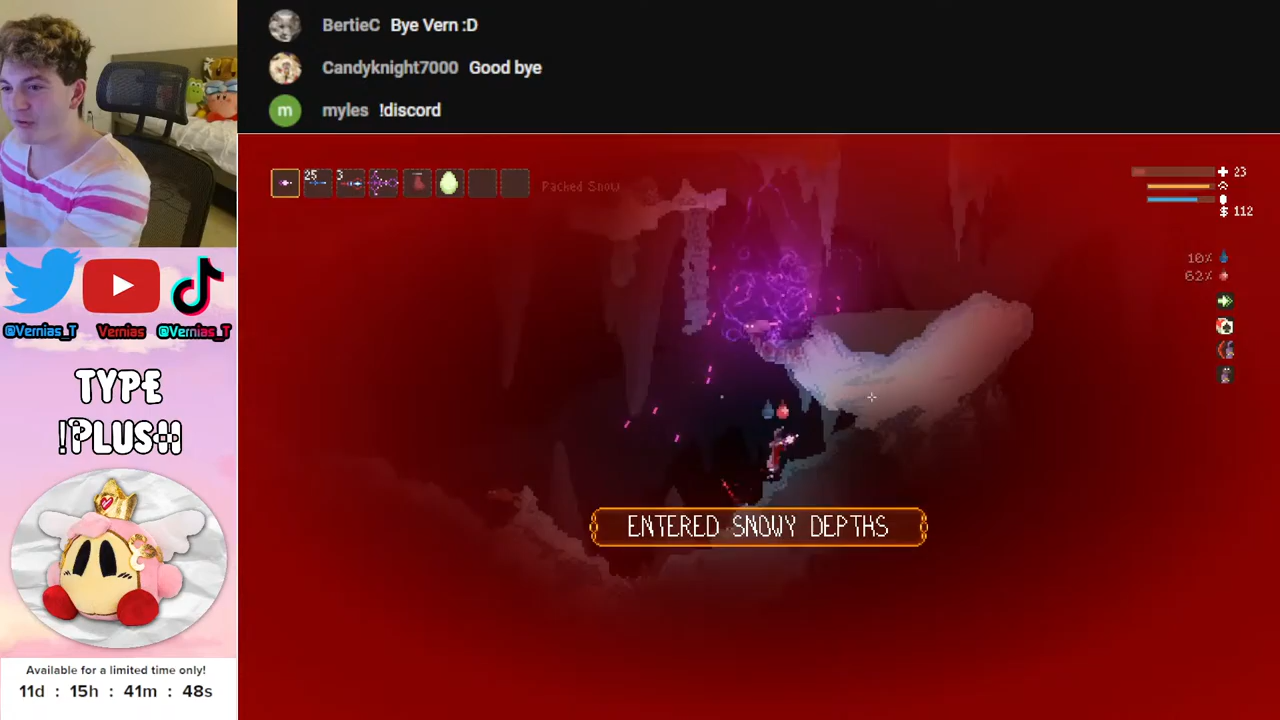 BertieC Bye Vern :D
Candyknight7000 Good bye
m myles !discord
25 3 Packed Snow
23
$ 112
10%
62%
@Vernias_T Vernias @Vernias_T
TYPE
!PLUSH
ENTERED SNOWY DEPTHS
Available for a limited time only!
11d : 15h : 41m : 48s